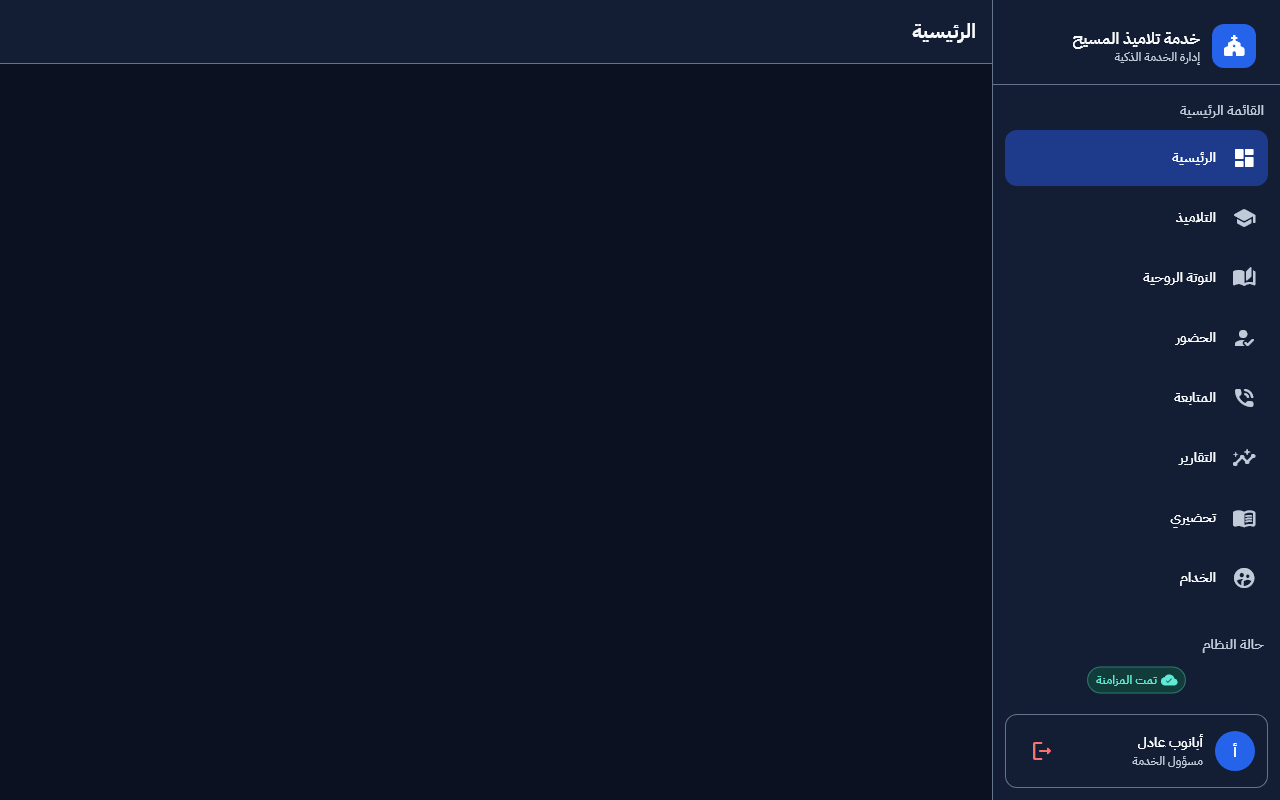 خدمة تلاميذ المسيح
إدارة الخدمة الذكية
القائمة الرئيسية
الرئيسية
التلاميذ
النوتة الروحية
الحضور
المتابعة
التقارير
تحضيري
الخدام
حالة النظام
تمت المزامنة
أ
أبانوب عادل
مسؤول الخدمة
الرئيسية